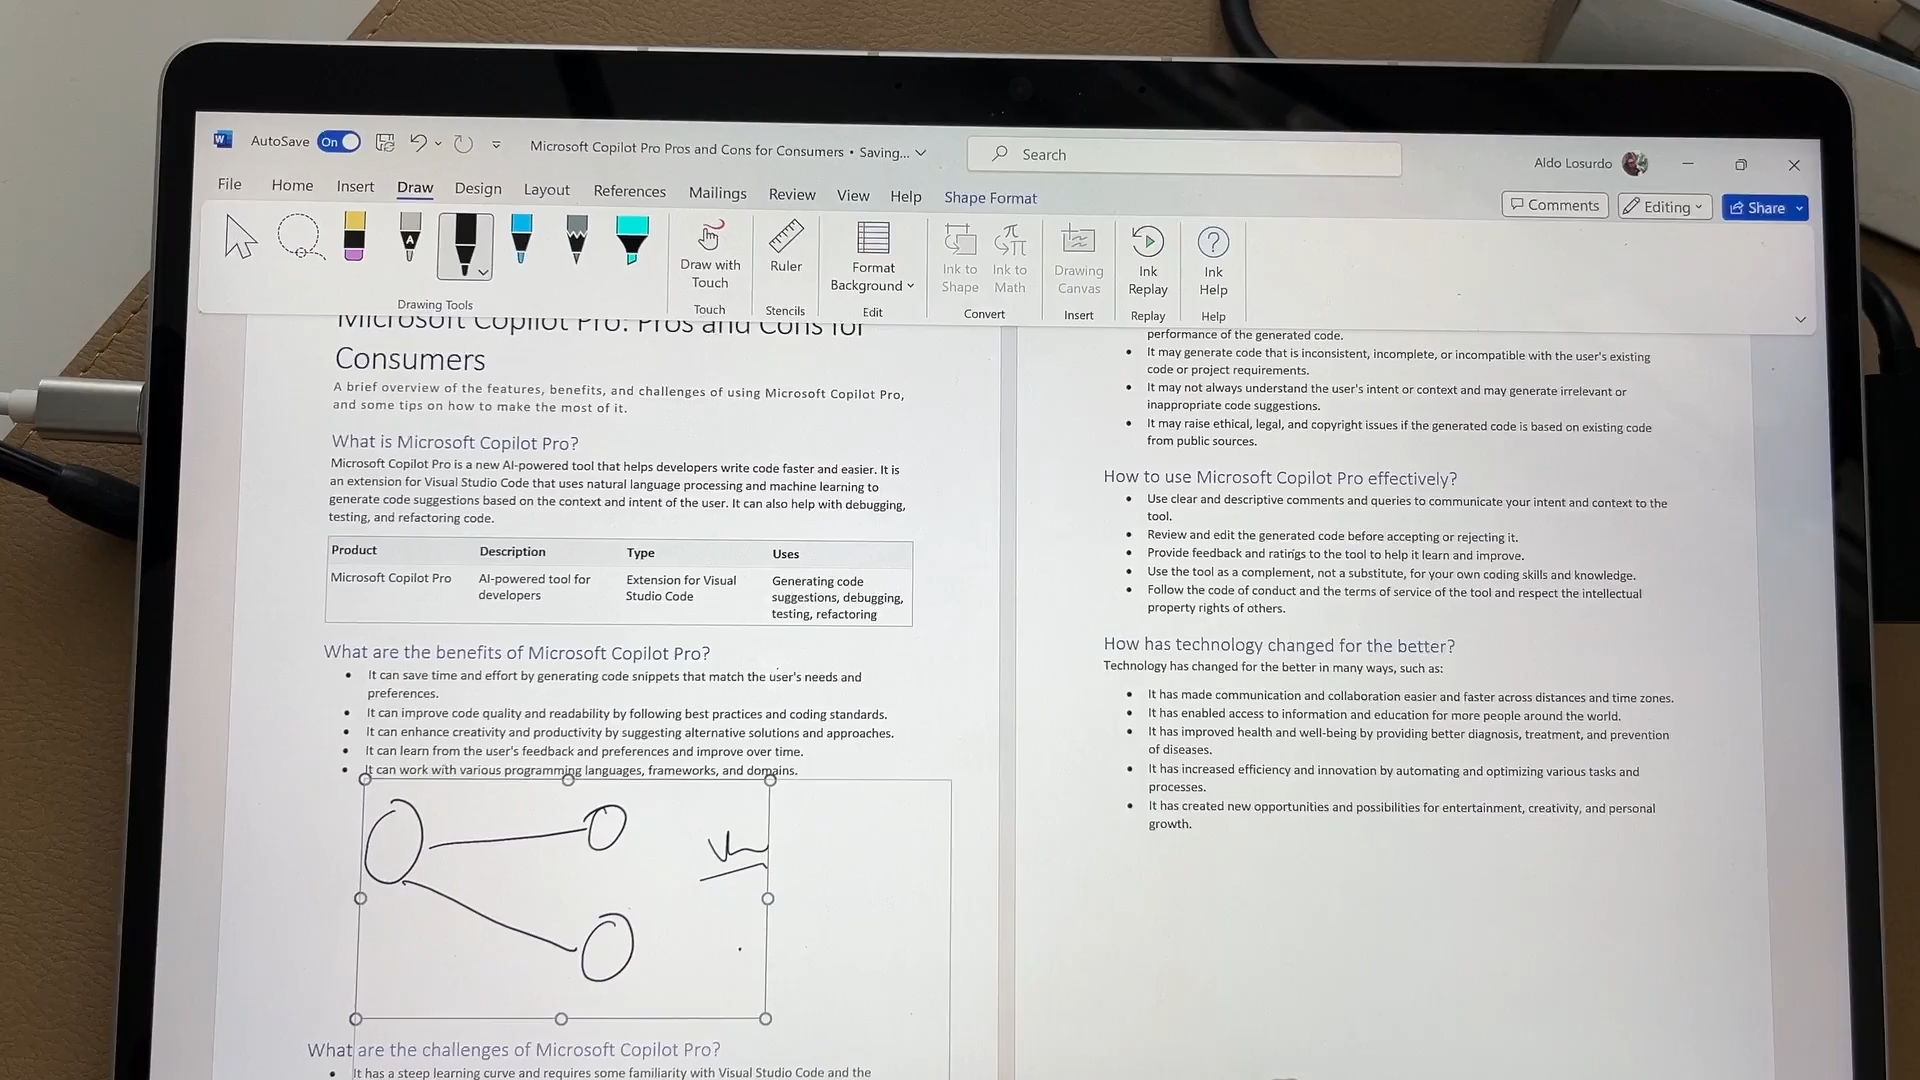 AutoSave On Microsoft Copilot Pro Pros and Cons for Consumers • Saving... Search Aldo Losurdo
File Home Insert Draw Design Layout References Mailings Review View Help Shape Format Comments Editing Share
Draw with
Touch
Ruler
Format
Background
Ink to
Shape
Ink to
Math
Drawing
Canvas
Ink
Replay
Ink
Help
Drawing Tools Touch Stencils Edit Convert Insert Replay Help
Microsoft Copilot Pro: Pros and Cons for
Consumers
A brief overview of the features, benefits, and challenges of using Microsoft Copilot Pro,
and some tips on how to make the most of it.
What is Microsoft Copilot Pro?
Microsoft Copilot Pro is a new AI-powered tool that helps developers write code faster and easier. It is
an extension for Visual Studio Code that uses natural language processing and machine learning to
generate code suggestions based on the context and intent of the user. It can also help with debugging,
testing, and refactoring code.
Product Description Type Uses
Microsoft Copilot Pro AI-powered tool for Extension for Visual Generating code
developers Studio Code suggestions, debugging,
testing, refactoring
What are the benefits of Microsoft Copilot Pro?
• It can save time and effort by generating code snippets that match the user's needs and
preferences.
• It can improve code quality and readability by following best practices and coding standards.
• It can enhance creativity and productivity by suggesting alternative solutions and approaches.
• It can learn from the user's feedback and preferences and improve over time.
• It can work with various programming languages, frameworks, and domains.
What are the challenges of Microsoft Copilot Pro?
• It has a steep learning curve and requires some familiarity with Visual Studio Code and the
performance of the generated code.
• It may generate code that is inconsistent, incomplete, or incompatible with the user's existing
code or project requirements.
• It may not always understand the user's intent or context and may generate irrelevant or
inappropriate code suggestions.
• It may raise ethical, legal, and copyright issues if the generated code is based on existing code
from public sources.
How to use Microsoft Copilot Pro effectively?
• Use clear and descriptive comments and queries to communicate your intent and context to the
tool.
• Review and edit the generated code before accepting or rejecting it.
• Provide feedback and ratings to the tool to help it learn and improve.
• Use the tool as a complement, not a substitute, for your own coding skills and knowledge.
• Follow the code of conduct and the terms of service of the tool and respect the intellectual
property rights of others.
How has technology changed for the better?
Technology has changed for the better in many ways, such as:
• It has made communication and collaboration easier and faster across distances and time zones.
• It has enabled access to information and education for more people around the world.
• It has improved health and well-being by providing better diagnosis, treatment, and prevention
of diseases.
• It has increased efficiency and innovation by automating and optimizing various tasks and
processes.
• It has created new opportunities and possibilities for entertainment, creativity, and personal
growth.